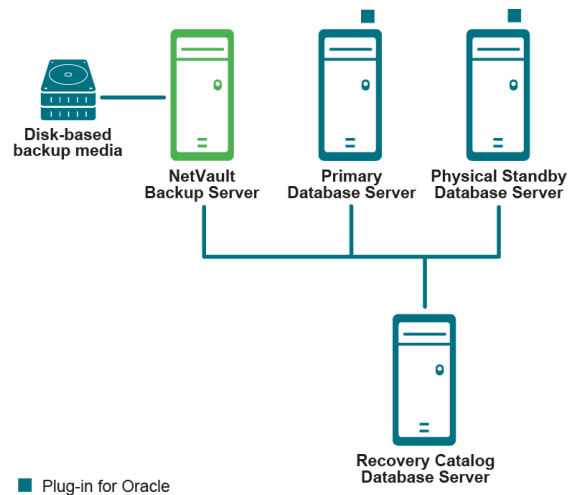 Disk-based
backup media
NetVault
Backup Server
Primary
Database Server
Physical Standby
Database Server
Recovery Catalog
Database Server
Plug-in for Oracle